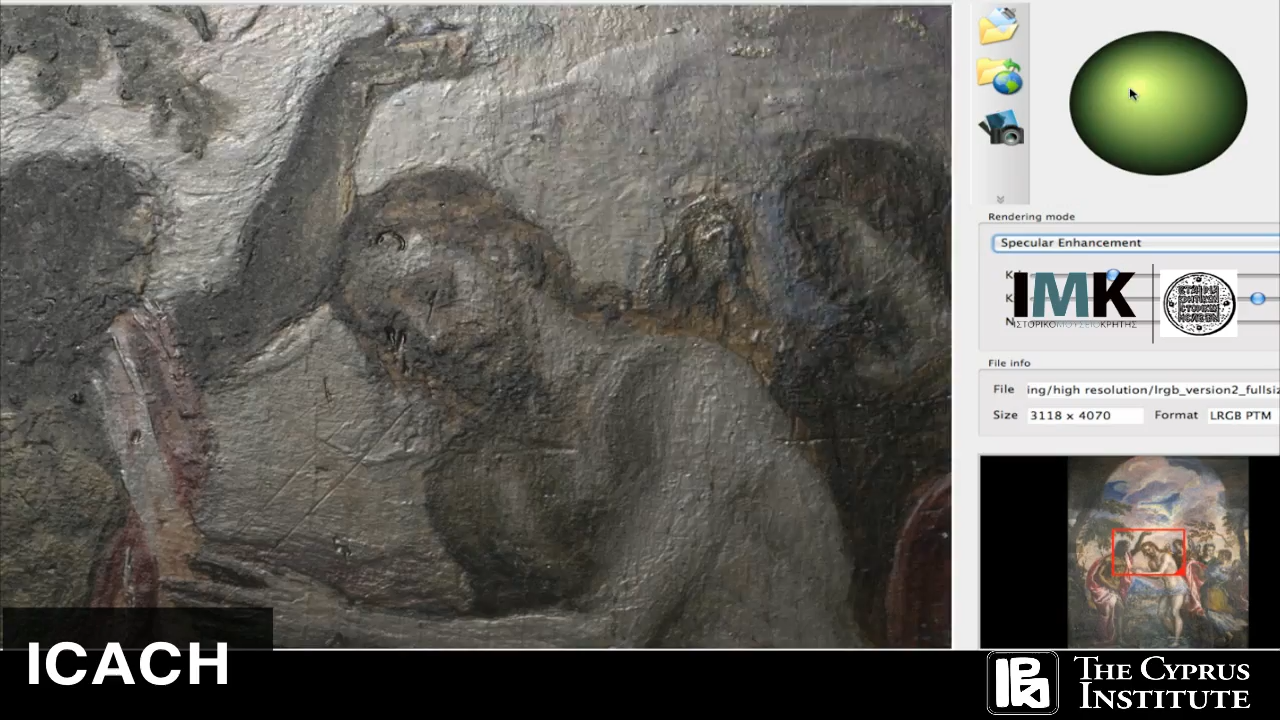 Rendering mode
Specular Enhancement
K
K
N
IMK
ΙΣΤΟΡΙΚΟΜΟΥΣΕΙΟΚΡΗΤΗΣ
File info
File ing/high resolution/lrgb_version2_fullsiz
Size 3118 x 4070 Format LRGB PTM
ICACH
THE CYPRUS
INSTITUTE